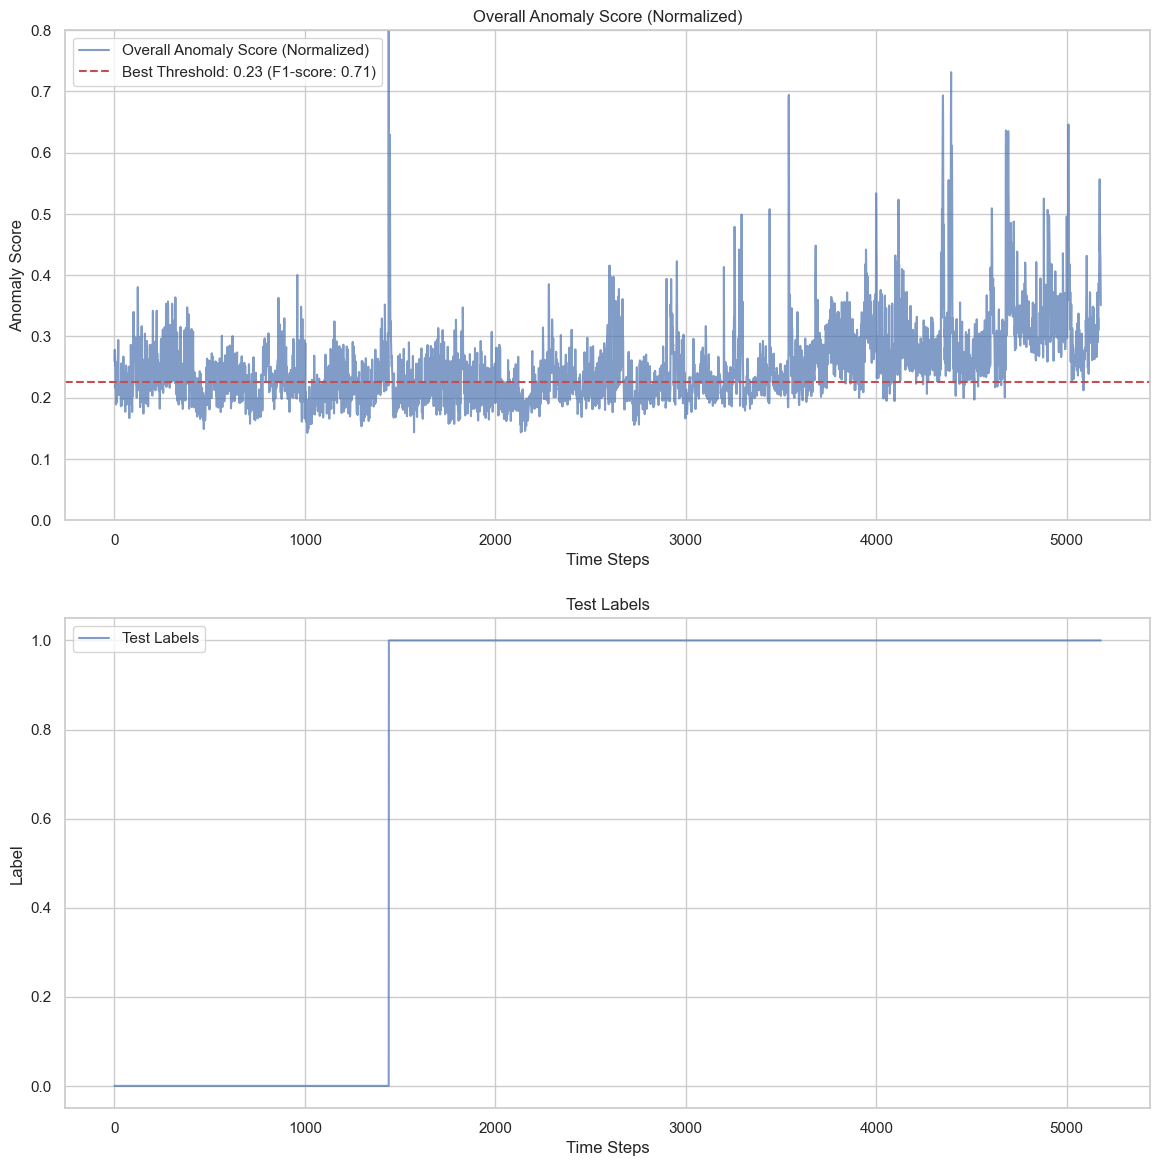 Overall Anomaly Score (Normalized)
Overall Anomaly Score (Normalized)
Best Threshold: 0.23 (F1-score: 0.71)
Anomaly Score
0.8
0.7
0.6
0.5
0.4
0.3
0.2
0.1
0.0
0 1000 2000 3000 4000 5000
Time Steps
Test Labels
Test Labels
Label
1.0
0.8
0.6
0.4
0.2
0.0
0 1000 2000 3000 4000 5000
Time Steps